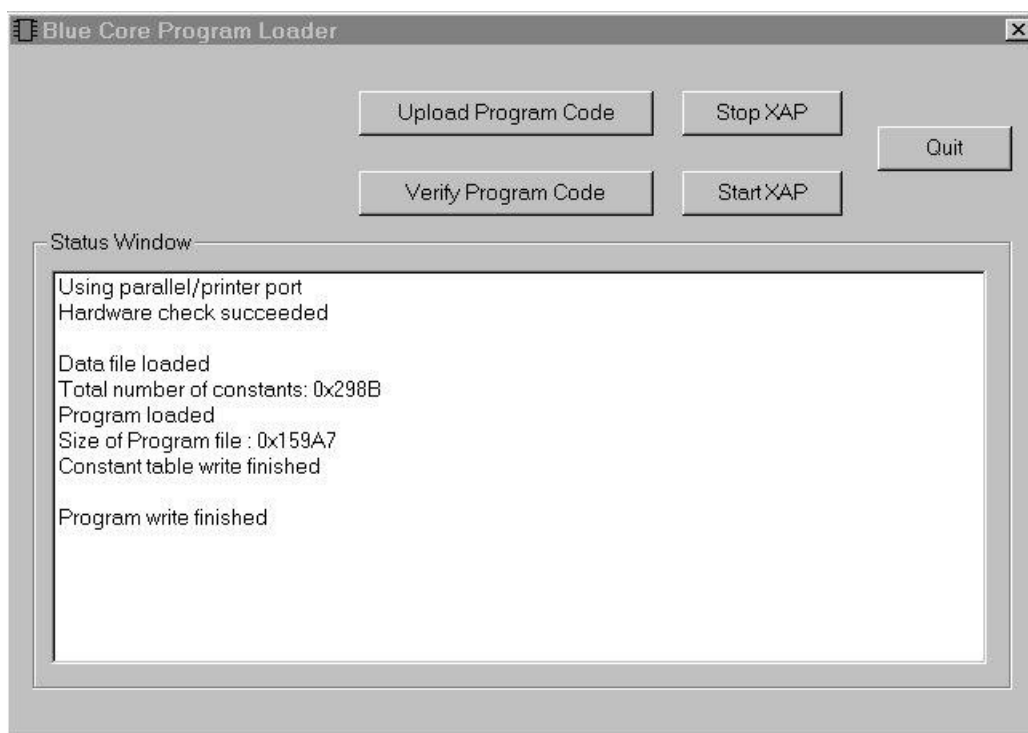 Blue Core Program Loader
Upload Program Code
Stop XAP
Quit
Verify Program Code
Start XAP
Status Window
Using parallel/printer port
Hardware check succeeded
Data file loaded
Total number of constants: 0x298B
Program loaded
Size of Program file : 0x159A7
Constant table write finished
Program write finished